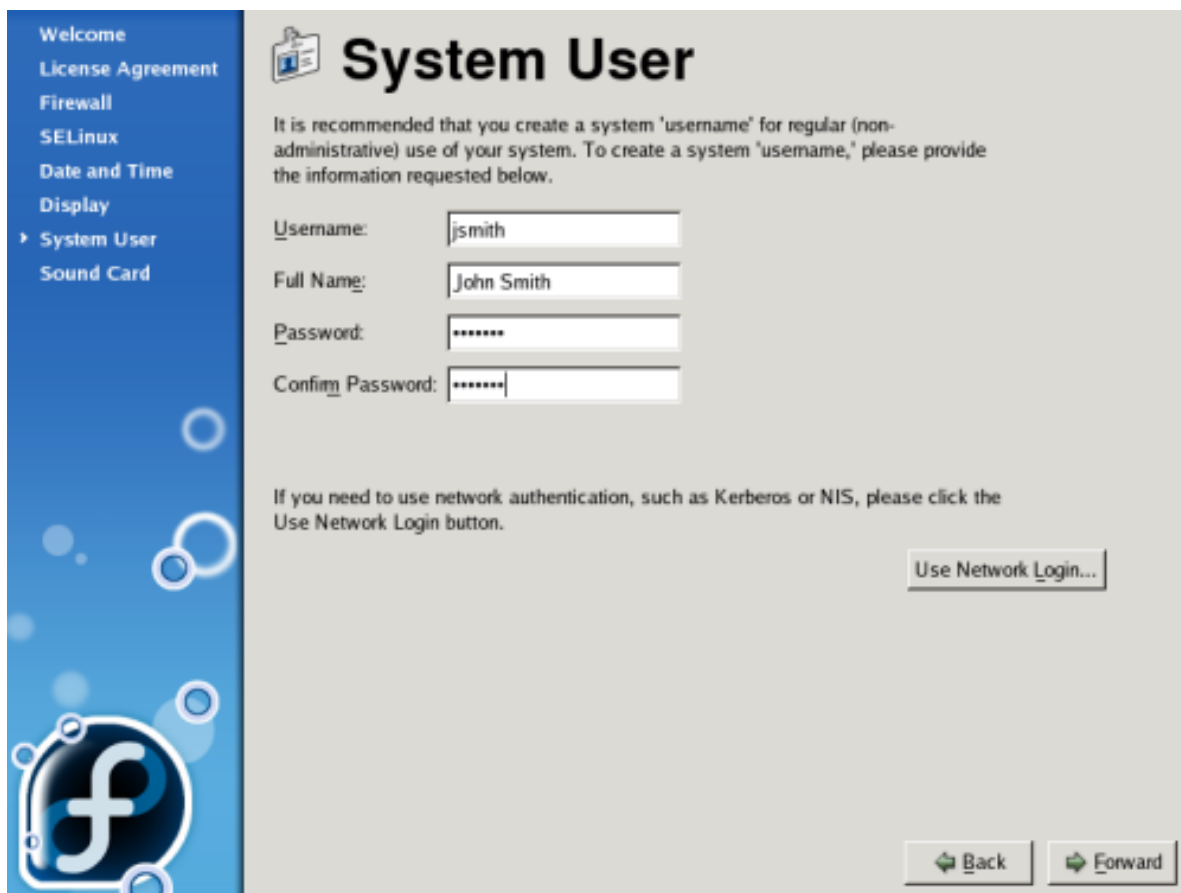 Welcome
License Agreement
Firewall
SELinux
Date and Time
Display
System User
Sound Card
System User
It is recommended that you create a system 'username' for regular (non-
administrative) use of your system. To create a system 'username,' please provide
the information requested below.
Username: jsmith
Full Name: John Smith
Password: •••••••
Confirm Password: •••••••
If you need to use network authentication, such as Kerberos or NIS, please click the
Use Network Login button.
Use Network Login...
Back
Forward